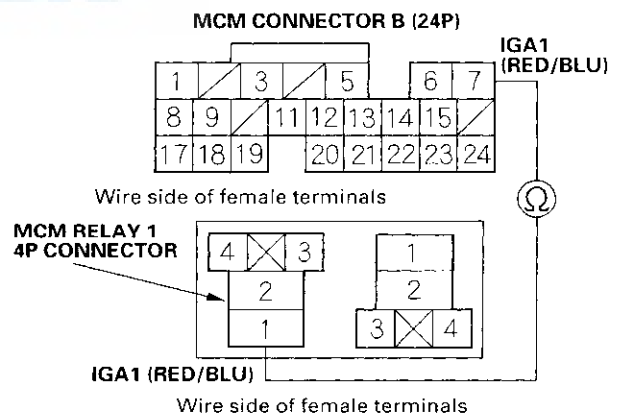 MCM CONNECTOR B (24P)
IGA1
(RED/BLU)
1 3 5 6 7
8 9 11 12 13 14 15
17 18 19 20 21 22 23 24
Wire side of female terminals
Ω
MCM RELAY 1
4P CONNECTOR
4 3
2
1
1
2
3 4
IGA1 (RED/BLU)
Wire side of female terminals